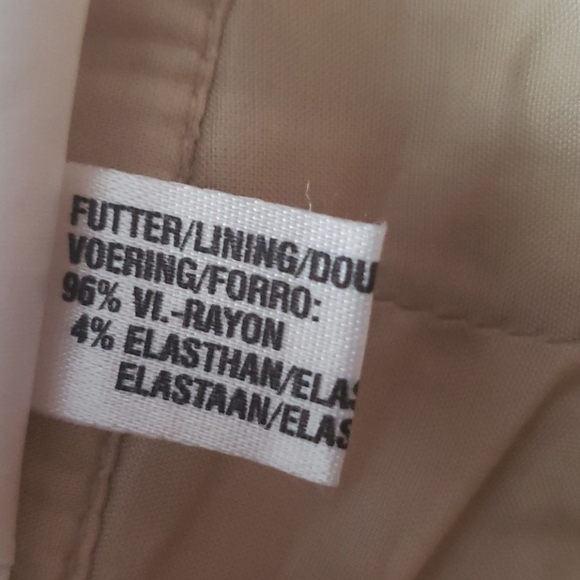 FUTTER/LINING/DOU
VOERING/FORRO:
96% VI.-RAYON
4% ELASTHAN/ELAS
ELASTAAN/ELAS